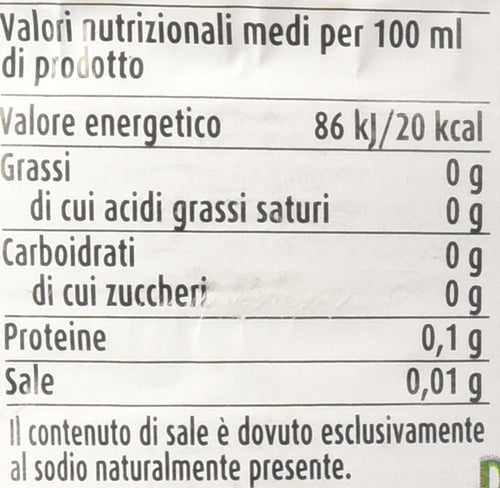 Valori nutrizionali medi per 100 ml
di prodotto
Valore energetico 86 kJ/20 kcal
Grassi 0 g
di cui acidi grassi saturi 0 g
Carboidrati 0 g
di cui zuccheri 0 g
Proteine 0,1 g
Sale 0,01 g
Il contenuto di sale è dovuto esclusivamente
al sodio naturalmente presente.